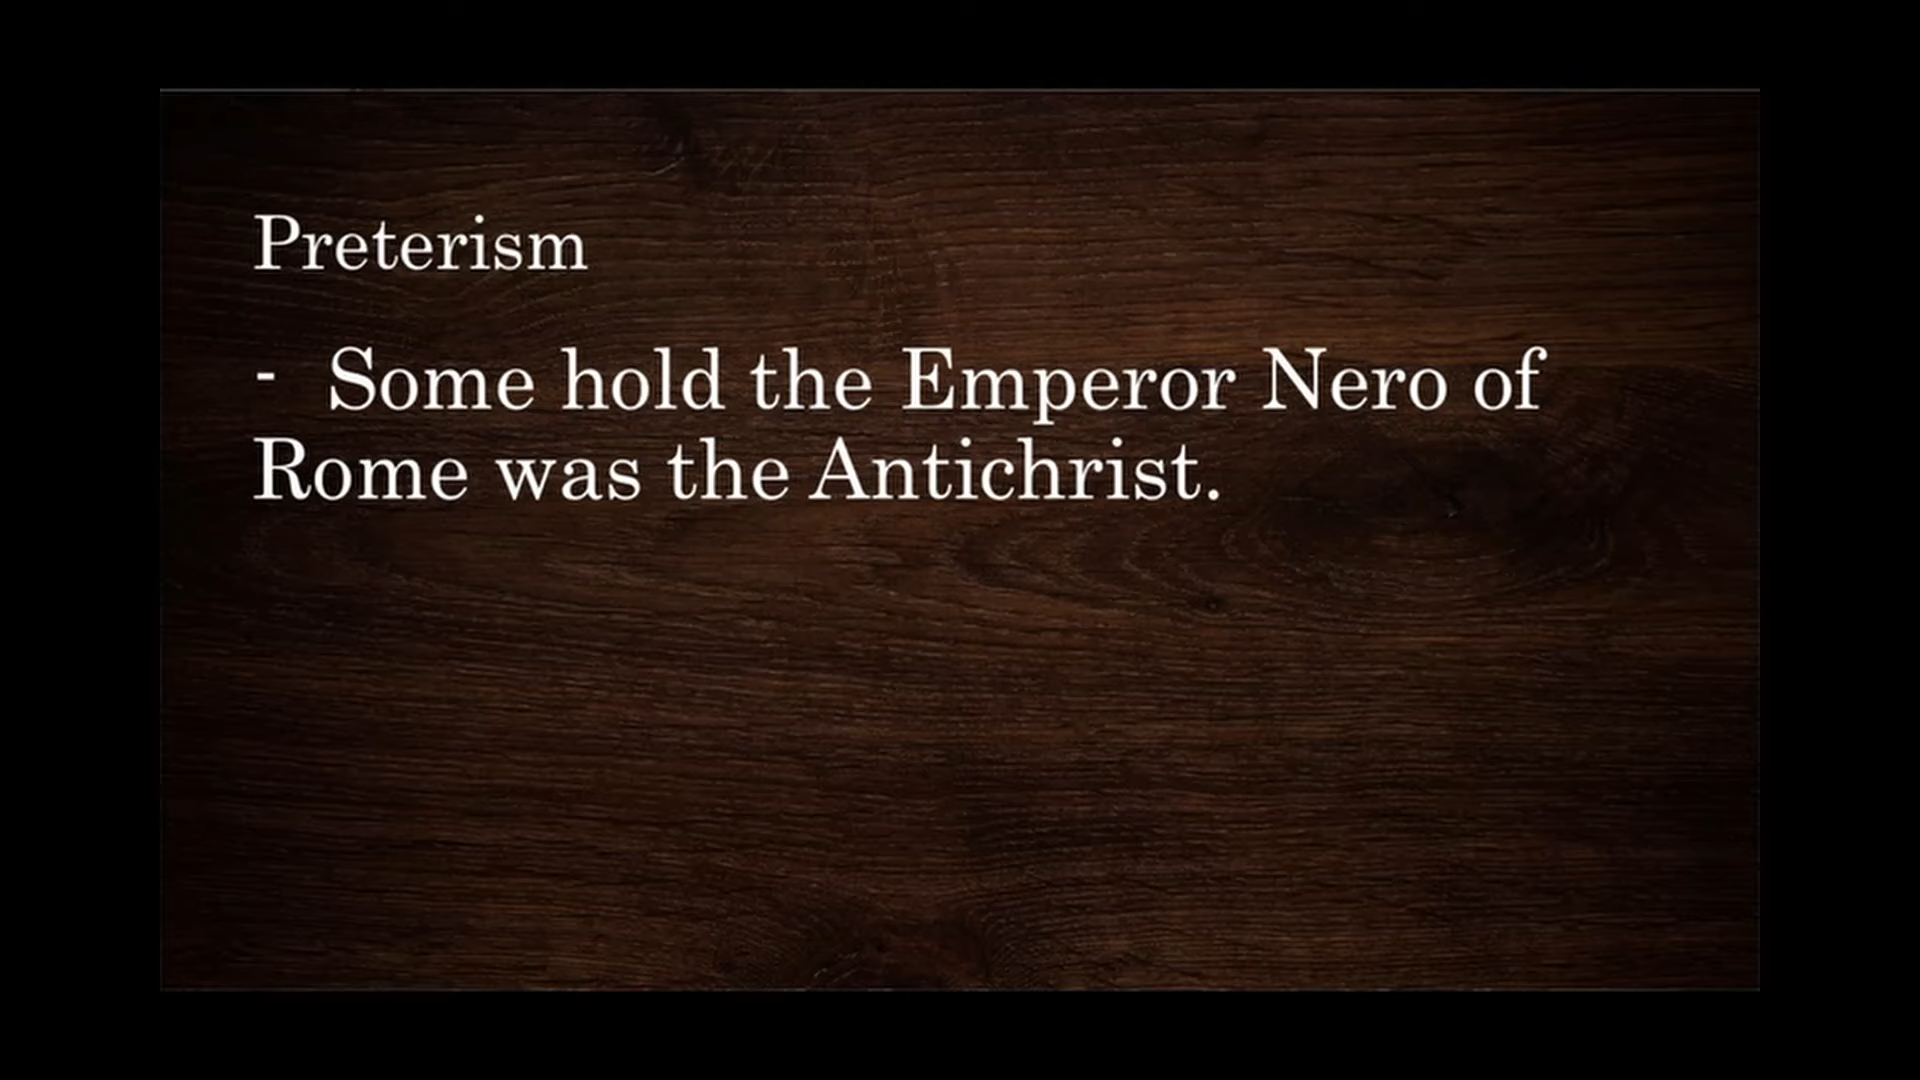 Preterism
- Some hold the Emperor Nero of
Rome was the Antichrist.